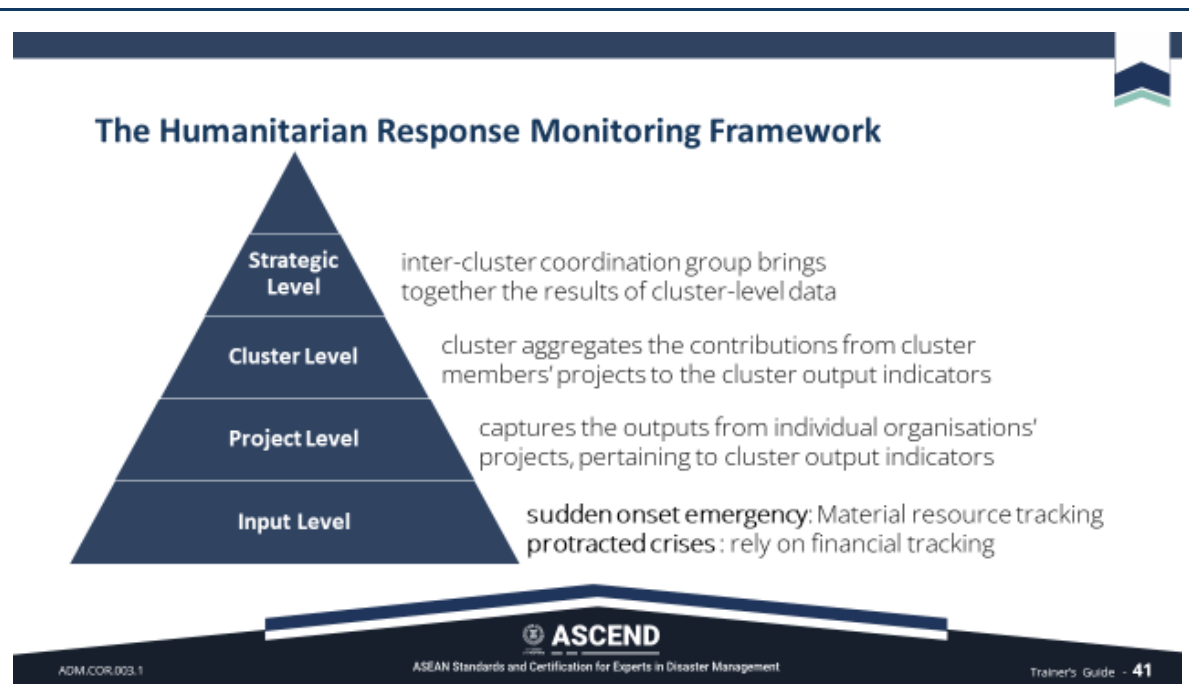 The Humanitarian Response Monitoring Framework
Strategic
Level
inter-cluster coordination group brings
together the results of cluster-level data
Cluster Level
cluster aggregates the contributions from cluster
members' projects to the cluster output indicators
Project Level
captures the outputs from individual organisations'
projects, pertaining to cluster output indicators
Input Level
sudden onset emergency: Material resource tracking
protracted crises : rely on financial tracking
ASCEND
ADM.COR.003.1
ASEAN Standards and Certification for Experts in Disaster Management
Trainer's Guide - 41